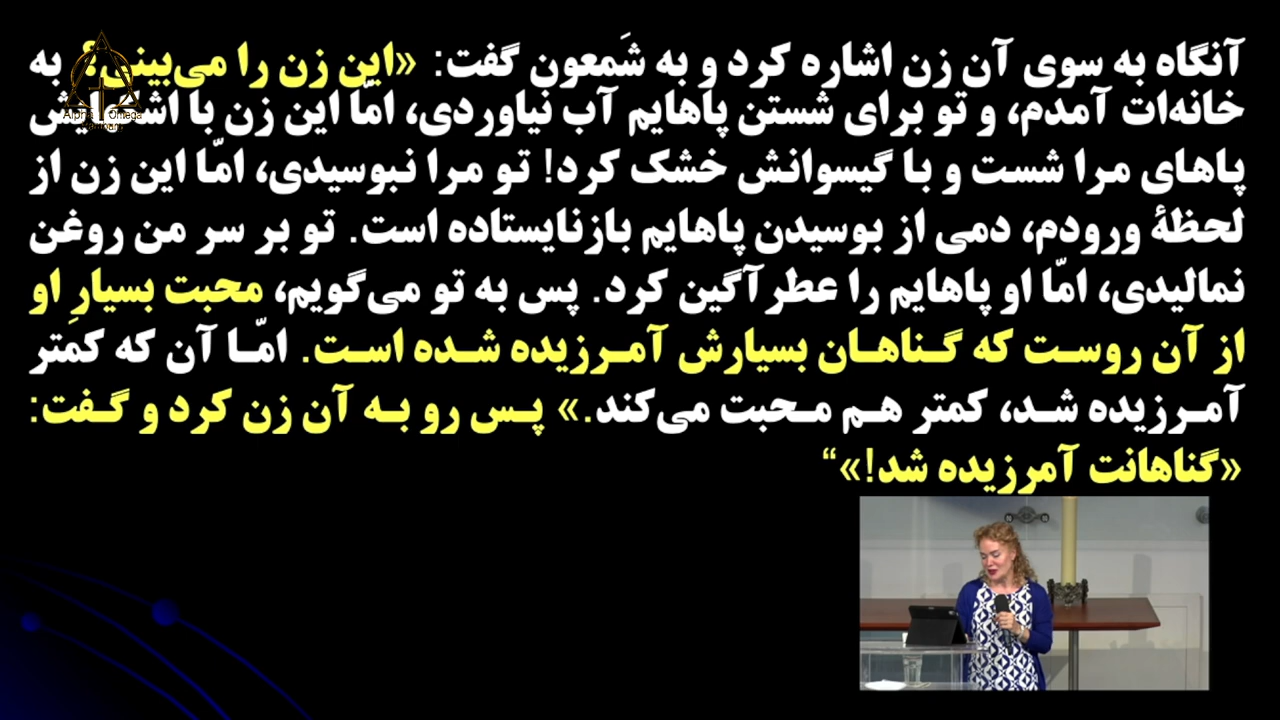 آنگاه به سوی آن زن اشاره کرد و به شَمعون گفت: «این زن را می‌بینی؟ به
خانه‌ات آمدم، و تو برای شستن پاهایم آب نیاوردی، امّا این زن با
پاهای مرا شست و با گیسوانش خشک کرد! تو مرا نبوسیدی، امّا این زن از
لحظهٔ ورودم، دمی از بوسیدن پاهایم بازنایستاده است. تو بر سر من روغن
نمالیدی، امّا او پاهایم را عطرآگین کرد. پس به تو می‌گویم، محبت بسیارِ او
از آن روست که گناهان بسیارش آمرزیده شده است. امّا آن که کمتر
آمرزیده شد، کمتر هم محبت می‌کند.» پس رو به آن زن کرد و گفت:
«گناهانت آمرزیده شد!»“
Alpha Omega